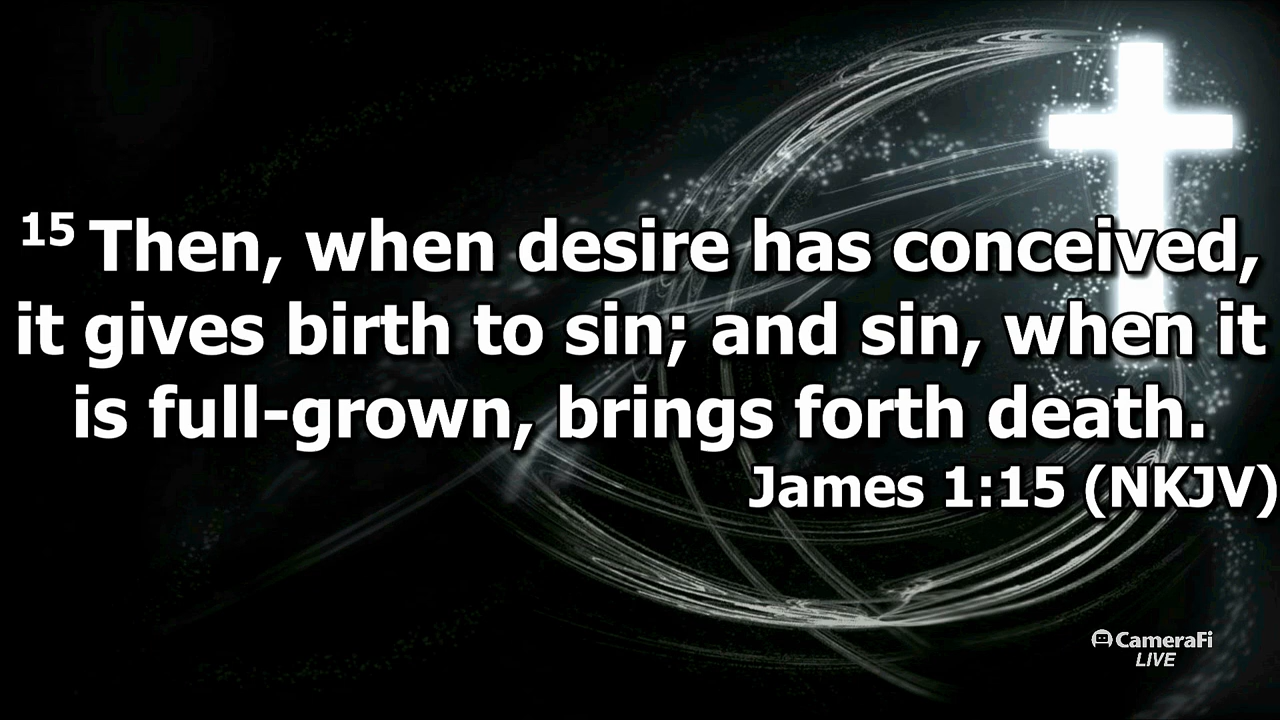 15 Then, when desire has conceived,
it gives birth to sin; and sin, when it
is full-grown, brings forth death.
James 1:15 (NKJV)
CameraFi
LIVE